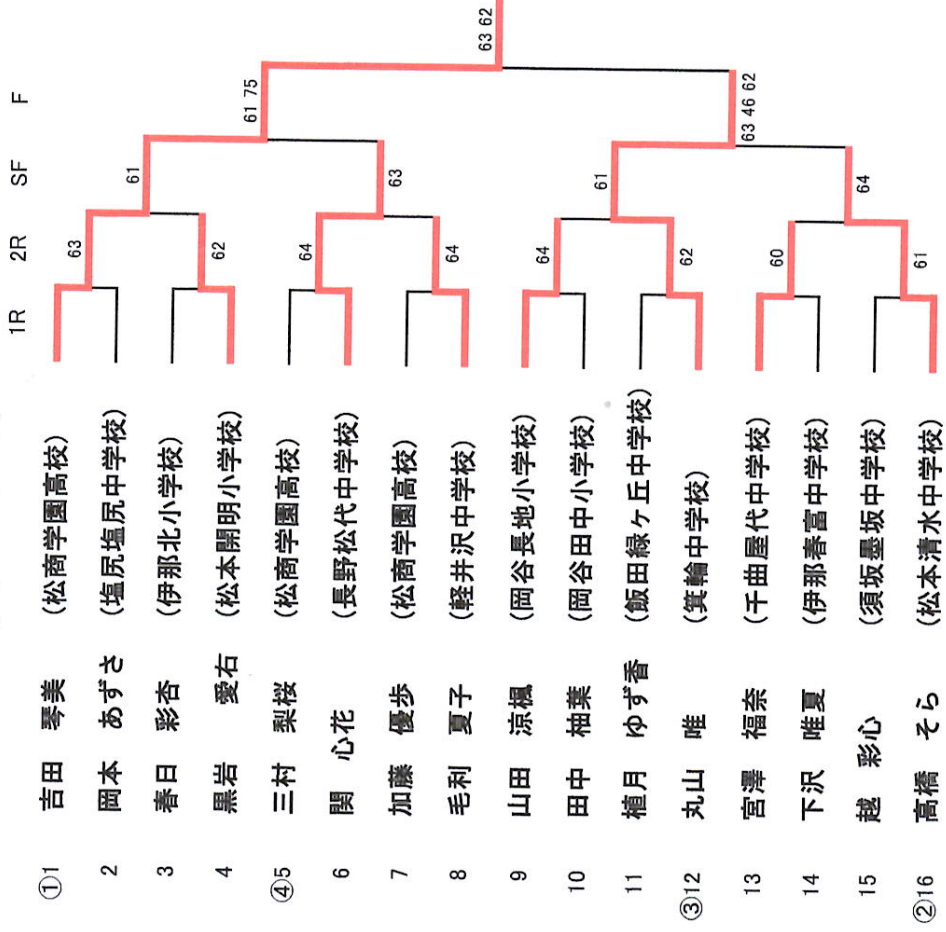 1R 2R SF F
①1 吉田 琴美 (松商学園高校)
2 岡本 あずさ (塩尻塩尻中学校)
3 春日 彩杏 (伊那北小学校)
4 黒岩 愛右 (松本開明小学校)
④5 三村 梨桜 (松商学園高校)
6 関 心花 (長野松代中学校)
7 加藤 優歩 (松商学園高校)
8 毛利 夏子 (軽井沢中学校)
9 山田 涼楓 (岡谷長地小学校)
10 田中 柚葉 (岡谷田中小学校)
11 植月 ゆず香 (飯田緑ヶ丘中学校)
③12 丸山 唯 (箕輪中学校)
13 宮澤 福奈 (千曲屋代中学校)
14 下沢 唯夏 (伊那春富中学校)
15 越 彩心 (須坂墨坂中学校)
②16 高橋 そら (松本清水中学校)
63
62
64
64
64
62
60
61
61
63
61
64
61 75
63 46 62
63 62